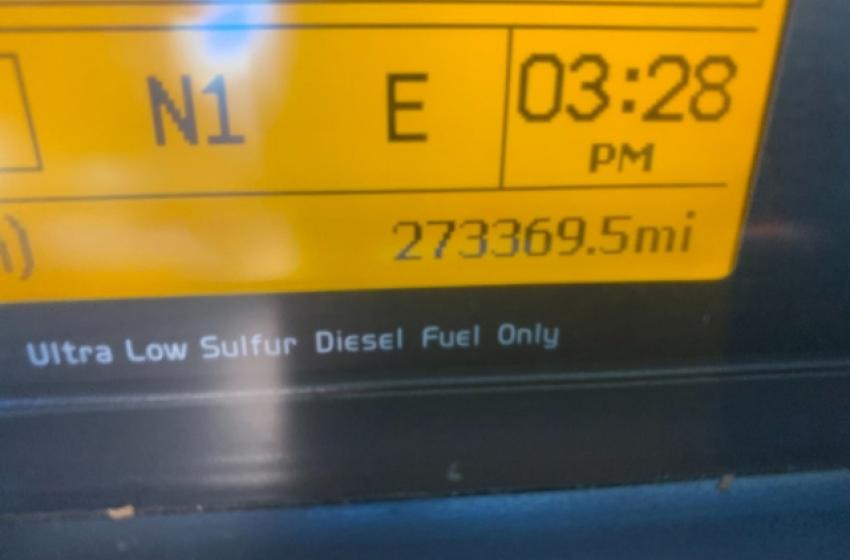 N1 E 03:28
PM
273369.5mi
Ultra Low Sulfur Diesel Fuel Only